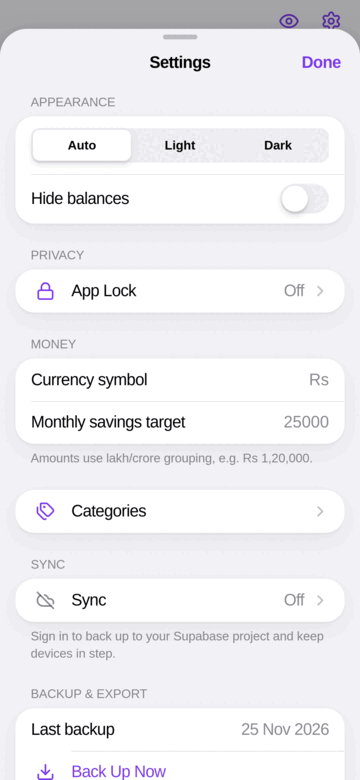 Settings
Done
APPEARANCE
Auto
Light
Dark
Hide balances
PRIVACY
App Lock
Off
MONEY
Currency symbol
Rs
Monthly savings target
25000
Amounts use lakh/crore grouping, e.g. Rs 1,20,000.
Categories
SYNC
Sync
Off
Sign in to back up to your Supabase project and keep
devices in step.
BACKUP & EXPORT
Last backup
25 Nov 2026
Back Up Now